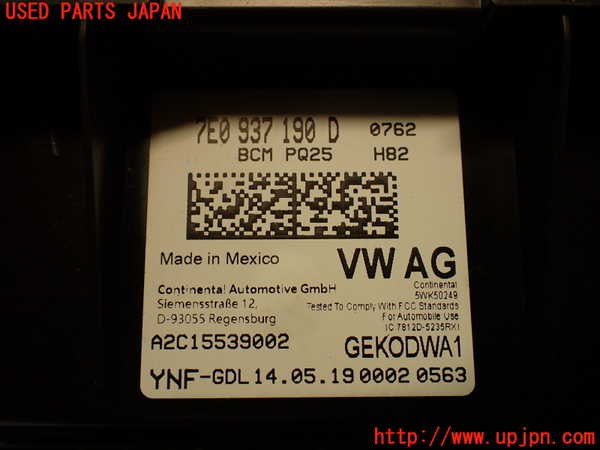 USED PARTS JAPAN
7E0 937 190 D 0762
BCM PQ25 H82
Made in Mexico
VW AG
Continental Automotive GmbH
Siemensstraße 12,
D-93055 Regensburg
Continental
5WK50249
Tested To Comply With FCC Standards
For Automobile Use
IC:7812D-5235RX1
A2C15539002
GEKODWA1
YNF-GDL 14.05.19 0002 0563
http://www.upjpn.com